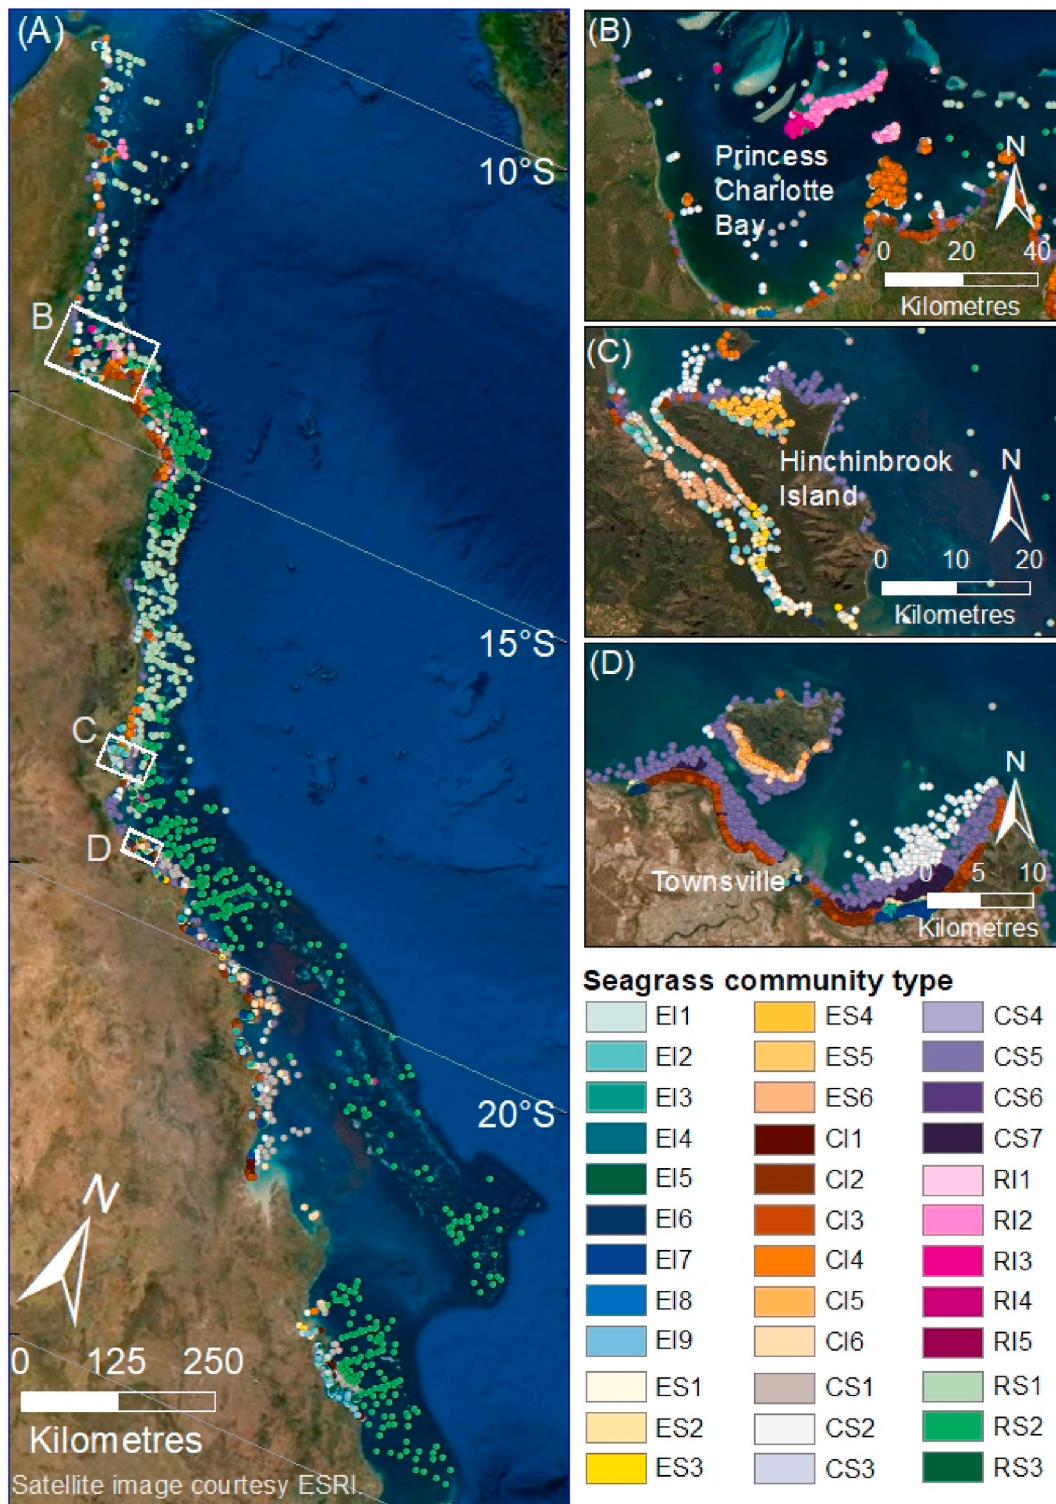 (A)
10°S
B
15°S
C
D
20°S
N
0 125 250
Kilometres
Satellite image courtesy ESRI.
(B)
Princess
Charlotte
Bay
N
0 20 40
Kilometres
(C)
Hinchinbrook
Island
N
0 10 20
Kilometres
(D)
Townsville
N
0 5 10
Kilometres
Seagrass community type
EI1 ES4 CS4
EI2 ES5 CS5
EI3 ES6 CS6
EI4 CI1 CS7
EI5 CI2 RI1
EI6 CI3 RI2
EI7 CI4 RI3
EI8 CI5 RI4
EI9 CI6 RI5
ES1 CS1 RS1
ES2 CS2 RS2
ES3 CS3 RS3